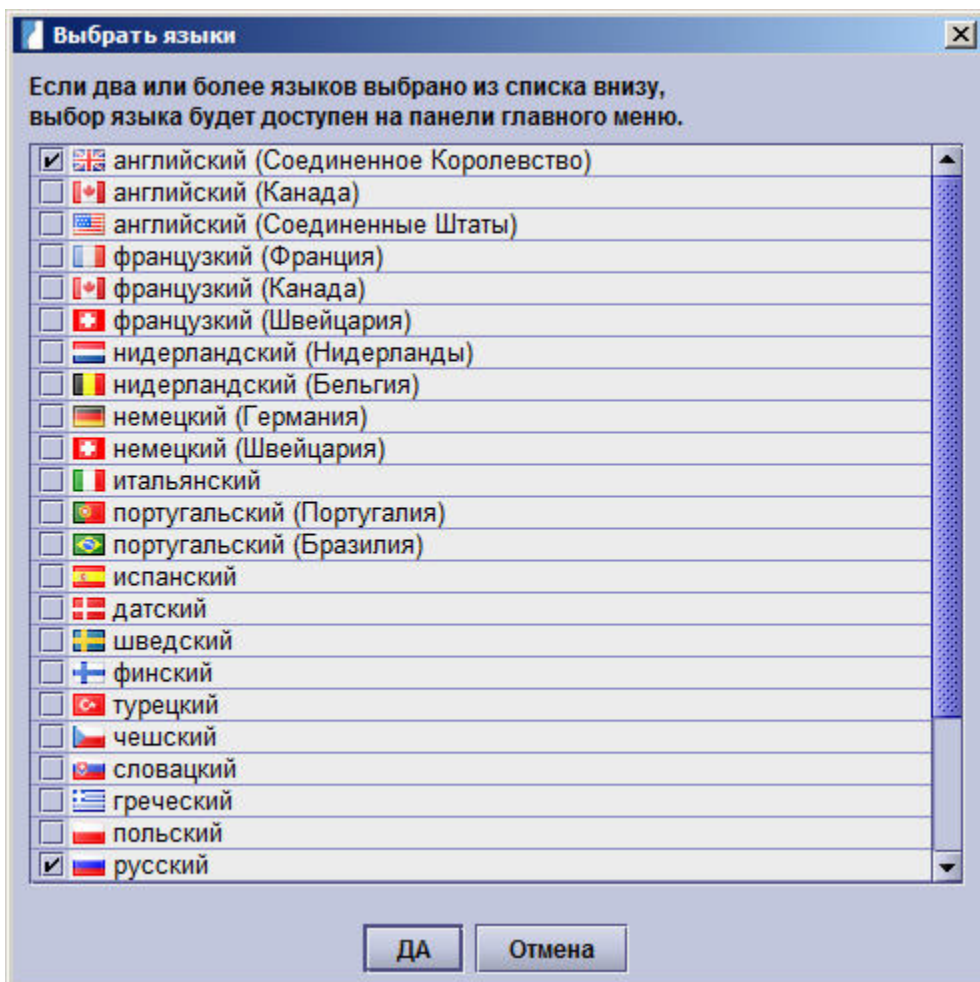 Выбрать языки
Если два или более языков выбрано из списка внизу,
выбор языка будет доступен на панели главного меню.
английский (Соединенное Королевство)
английский (Канада)
английский (Соединенные Штаты)
французкий (Франция)
французкий (Канада)
французкий (Швейцария)
нидерландский (Нидерланды)
нидерландский (Бельгия)
немецкий (Германия)
немецкий (Швейцария)
итальянский
португальский (Португалия)
португальский (Бразилия)
испанский
датский
шведский
финский
турецкий
чешский
словацкий
греческий
польский
русский
ДА Отмена